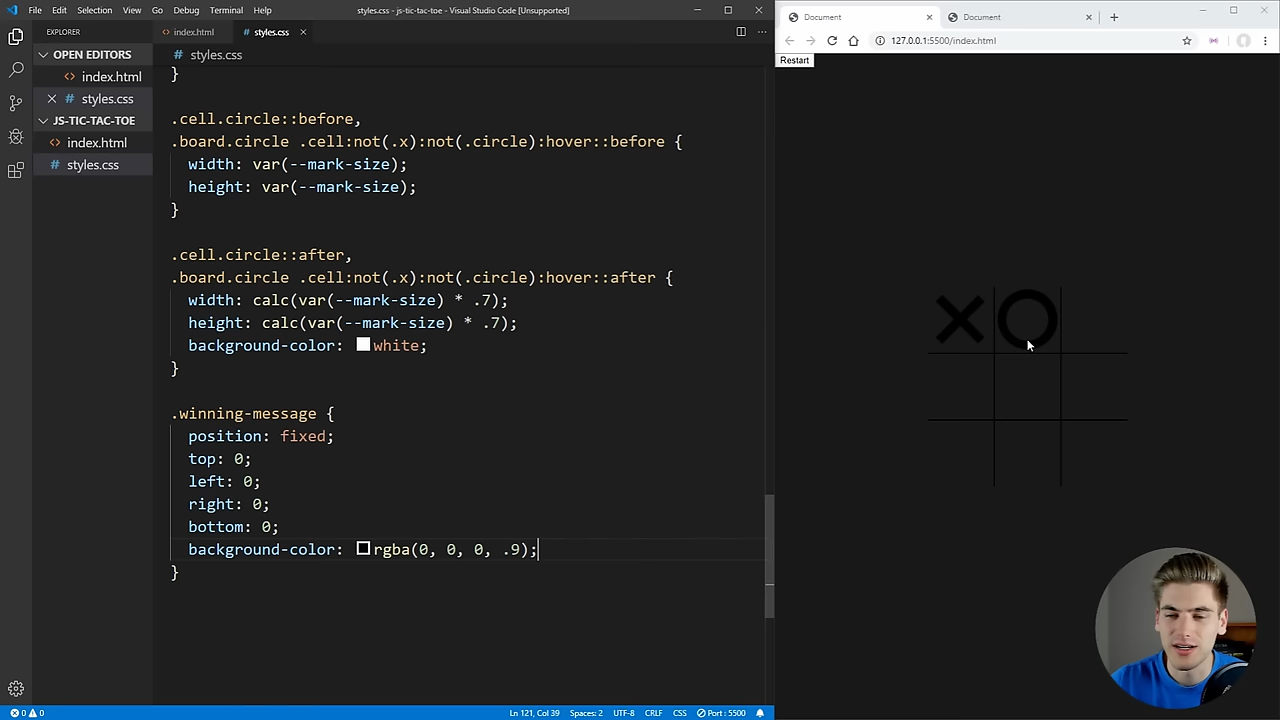 File Edit Selection View Go Debug Terminal Help
styles.css - js-tic-tac-toe - Visual Studio Code [Unsupported]
EXPLORER
OPEN EDITORS
<> index.html
# styles.css
JS-TIC-TAC-TOE
<> index.html
# styles.css
<> index.html
# styles.css
# styles.css
}
.cell.circle::before,
.board.circle .cell:not(.x):not(.circle):hover::before {
width: var(--mark-size);
height: var(--mark-size);
}
.cell.circle::after,
.board.circle .cell:not(.x):not(.circle):hover::after {
width: calc(var(--mark-size) * .7);
height: calc(var(--mark-size) * .7);
background-color: white;
}
.winning-message {
position: fixed;
top: 0;
left: 0;
right: 0;
bottom: 0;
background-color: rgba(0, 0, 0, .9);
}
0 0
Ln 121, Col 39 Spaces: 2 UTF-8 CRLF CSS Port : 5500
Document
Document
127.0.0.1:5500/index.html
Restart